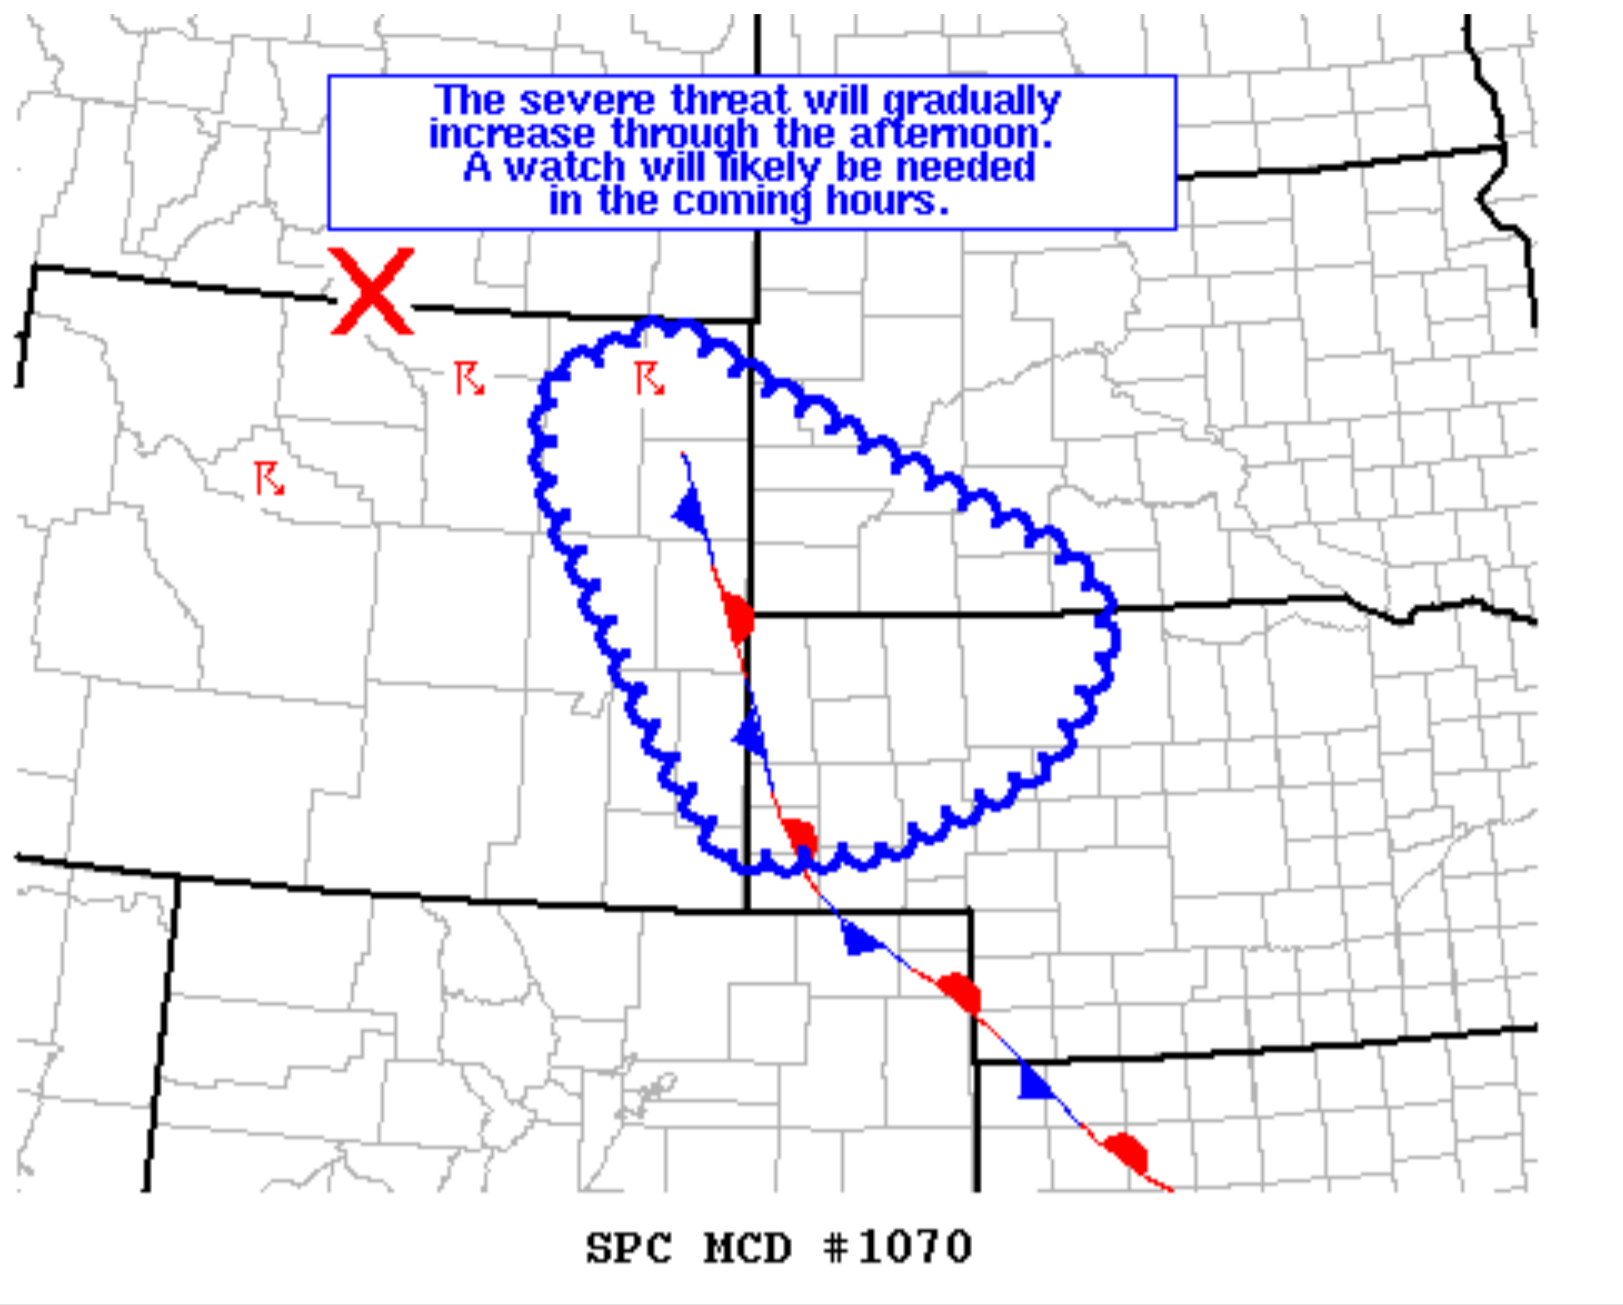 The severe threat will gradually
increase through the afternoon.
A watch will likely be needed
in the coming hours.
SPC MCD #1070